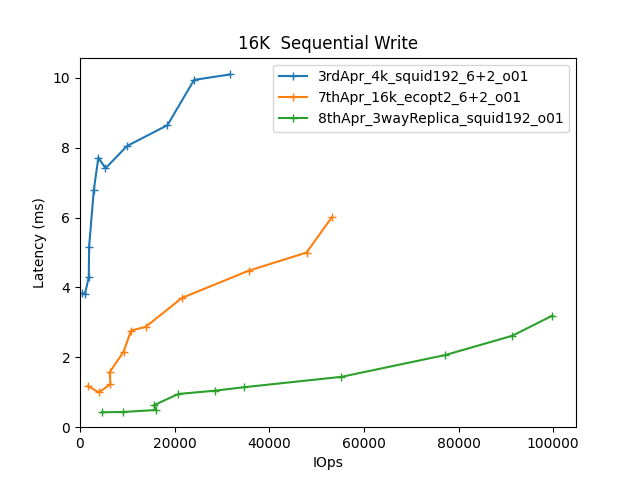 16K  Sequential Write
3rdApr_4k_squid192_6+2_o01
7thApr_16k_ecopt2_6+2_o01
8thApr_3wayReplica_squid192_o01
Latency (ms)
10
8
6
4
2
0
0 20000 40000 60000 80000 100000
IOps